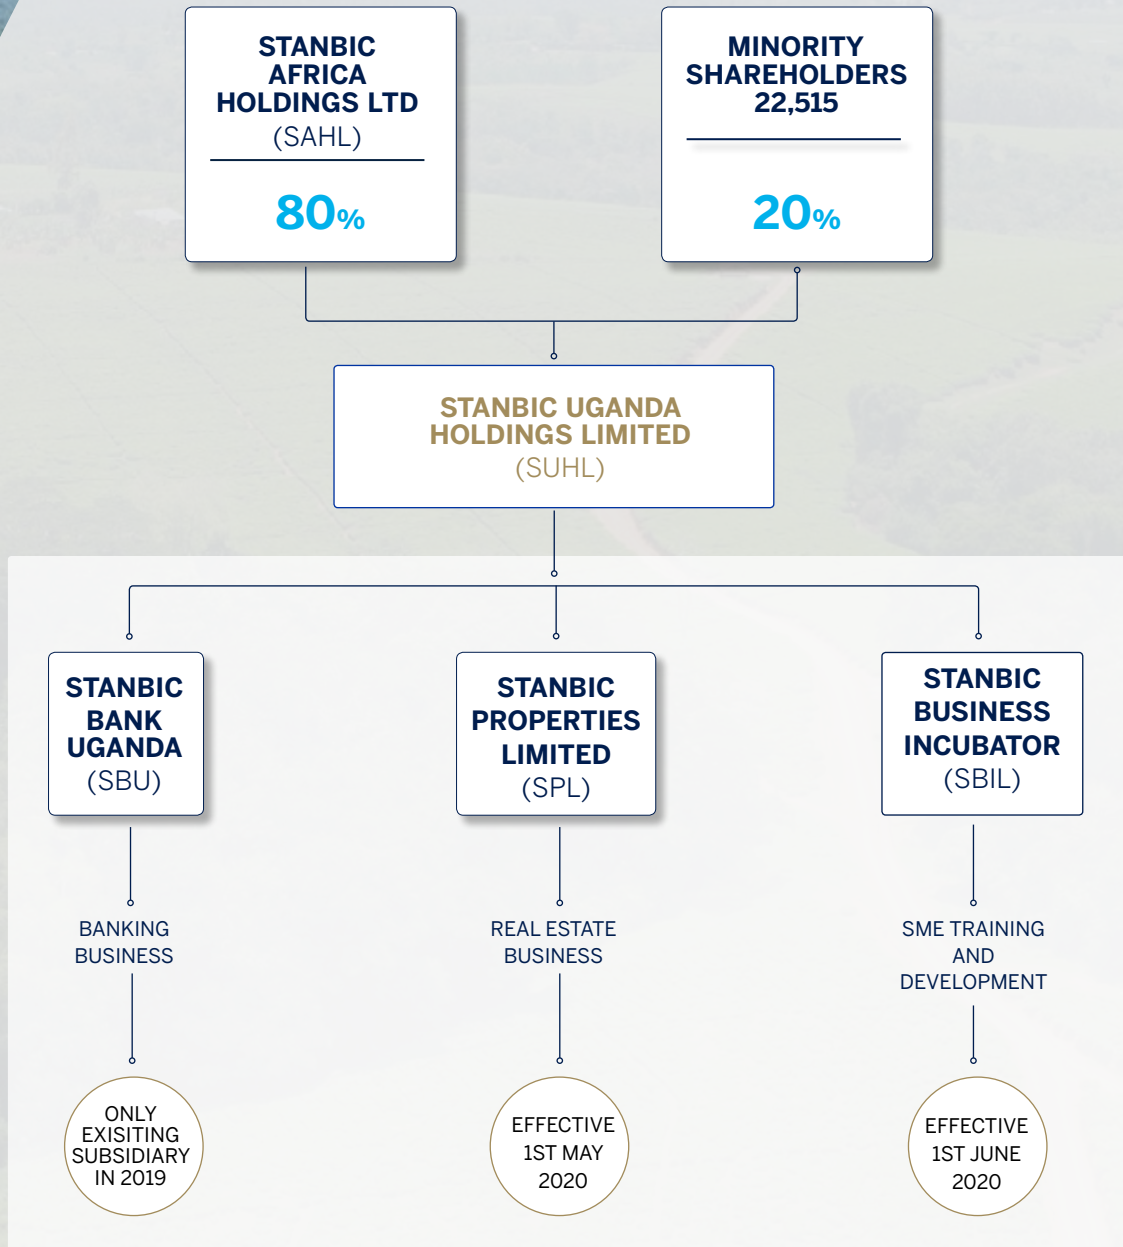 STANBIC
AFRICA
HOLDINGS LTD
(SAHL)
80%
MINORITY
SHAREHOLDERS
22,515
20%
STANBIC UGANDA
HOLDINGS LIMITED
(SUHL)
STANBIC
BANK
UGANDA
(SBU)
STANBIC
PROPERTIES
LIMITED
(SPL)
STANBIC
BUSINESS
INCUBATOR
(SBIL)
BANKING
BUSINESS
REAL ESTATE
BUSINESS
SME TRAINING
AND
DEVELOPMENT
ONLY
EXISITING
SUBSIDIARY
IN 2019
EFFECTIVE
1ST MAY
2020
EFFECTIVE
1ST JUNE
2020